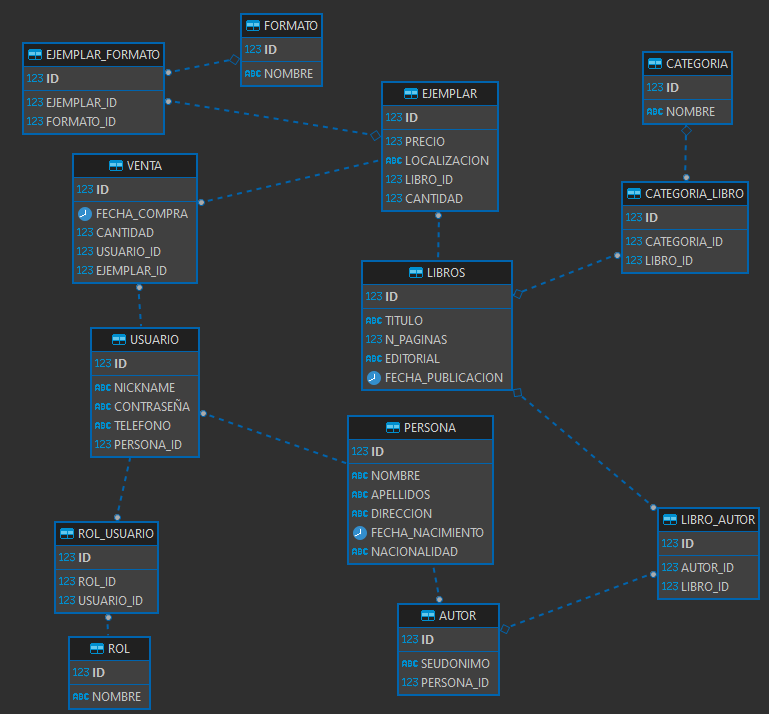 FORMATO
123 ID
ABC NOMBRE
EJEMPLAR_FORMATO
123 ID
123 EJEMPLAR_ID
123 FORMATO_ID
CATEGORIA
123 ID
ABC NOMBRE
EJEMPLAR
123 ID
123 PRECIO
ABC LOCALIZACION
123 LIBRO_ID
123 CANTIDAD
VENTA
123 ID
FECHA_COMPRA
123 CANTIDAD
123 USUARIO_ID
123 EJEMPLAR_ID
CATEGORIA_LIBRO
123 ID
123 CATEGORIA_ID
123 LIBRO_ID
LIBROS
123 ID
ABC TITULO
123 N_PAGINAS
ABC EDITORIAL
FECHA_PUBLICACION
USUARIO
123 ID
ABC NICKNAME
ABC CONTRASEÑA
ABC TELEFONO
123 PERSONA_ID
PERSONA
123 ID
ABC NOMBRE
ABC APELLIDOS
ABC DIRECCION
FECHA_NACIMIENTO
ABC NACIONALIDAD
LIBRO_AUTOR
123 ID
123 AUTOR_ID
123 LIBRO_ID
ROL_USUARIO
123 ID
123 ROL_ID
123 USUARIO_ID
AUTOR
123 ID
ABC SEUDONIMO
123 PERSONA_ID
ROL
123 ID
ABC NOMBRE